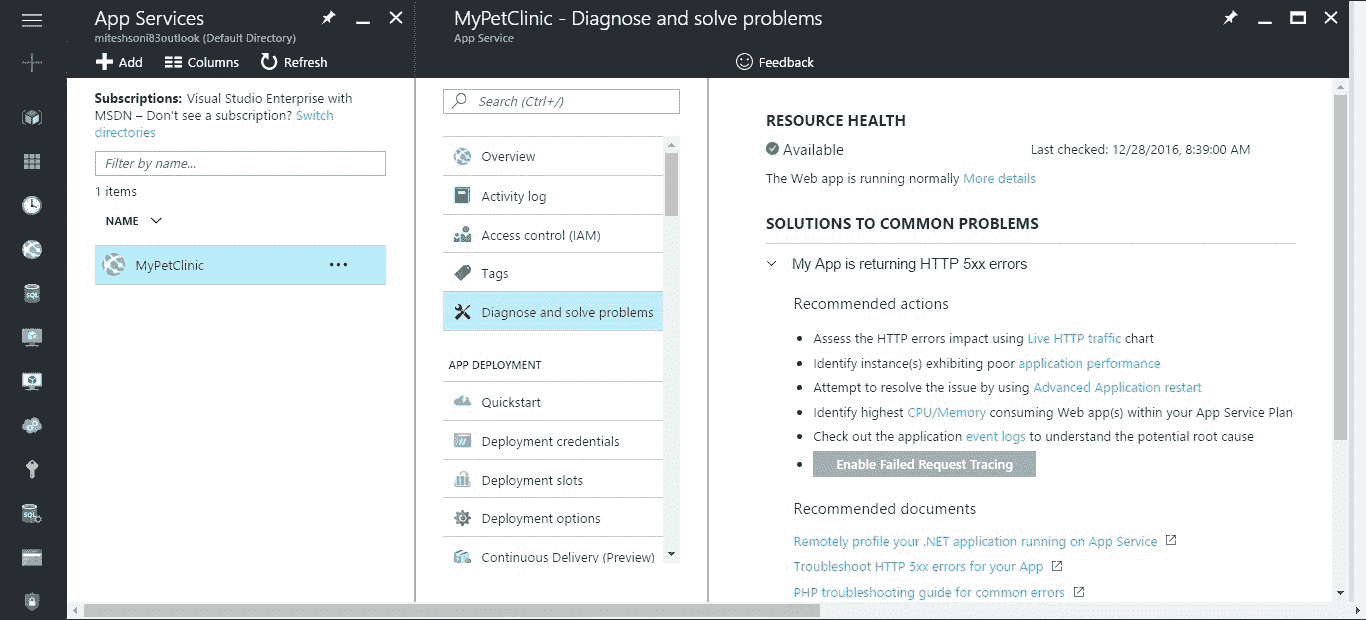 App Services
miteshsoni83outlook (Default Directory)
Add
Columns
Refresh
Subscriptions: Visual Studio Enterprise with
MSDN – Don't see a subscription? Switch
directories
Filter by name...
1 items
NAME
MyPetClinic
MyPetClinic - Diagnose and solve problems
App Service
Feedback
Search (Ctrl+/)
Overview
Activity log
Access control (IAM)
Tags
Diagnose and solve problems
APP DEPLOYMENT
Quickstart
Deployment credentials
Deployment slots
Deployment options
Continuous Delivery (Preview)
RESOURCE HEALTH
Available
Last checked: 12/28/2016, 8:39:00 AM
The Web app is running normally More details
SOLUTIONS TO COMMON PROBLEMS
My App is returning HTTP 5xx errors
Recommended actions
Assess the HTTP errors impact using Live HTTP traffic chart
Identify instance(s) exhibiting poor application performance
Attempt to resolve the issue by using Advanced Application restart
Identify highest CPU/Memory consuming Web app(s) within your App Service Plan
Check out the application event logs to understand the potential root cause
Enable Failed Request Tracing
Recommended documents
Remotely profile your .NET application running on App Service
Troubleshoot HTTP 5xx errors for your App
PHP troubleshooting guide for common errors